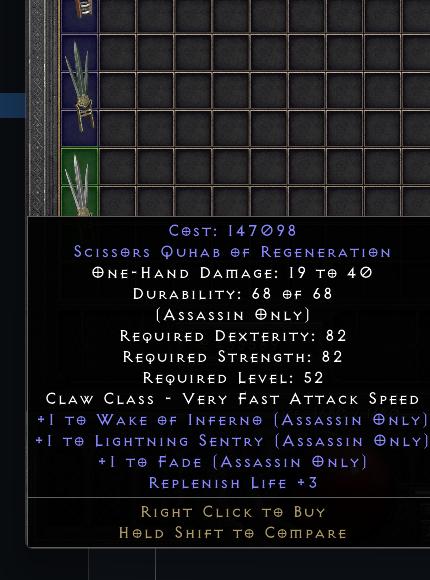 Cost: 147098
Scissors Quhab of Regeneration
One-Hand Damage: 19 to 40
Durability: 68 of 68
(Assassin Only)
Required Dexterity: 82
Required Strength: 82
Required Level: 52
Claw Class - Very Fast Attack Speed
+1 to Wake of Inferno (Assassin Only)
+1 to Lightning Sentry (Assassin Only)
+1 to Fade (Assassin Only)
Replenish Life +3
Right Click to Buy
Hold Shift to Compare